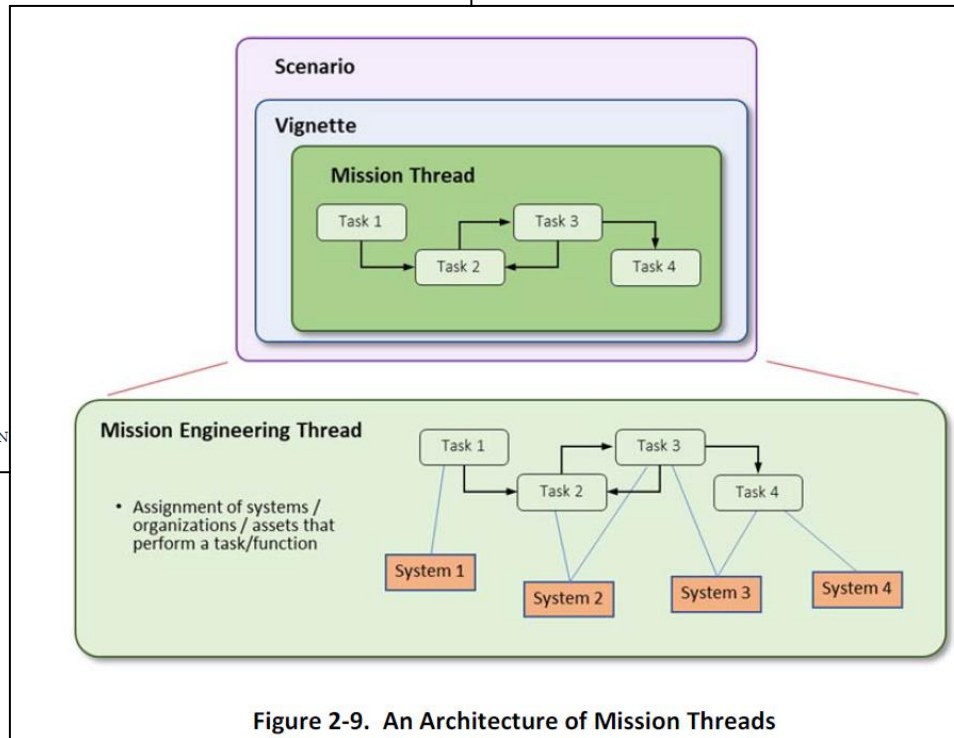 Scenario
Vignette
Mission Thread
Task 1
Task 3
Task 2
Task 4
N
Mission Engineering Thread
Task 1
Task 3
Task 2
Task 4
• Assignment of systems /
organizations / assets that
perform a task/function
System 1
System 2
System 3
System 4
Figure 2-9. An Architecture of Mission Threads